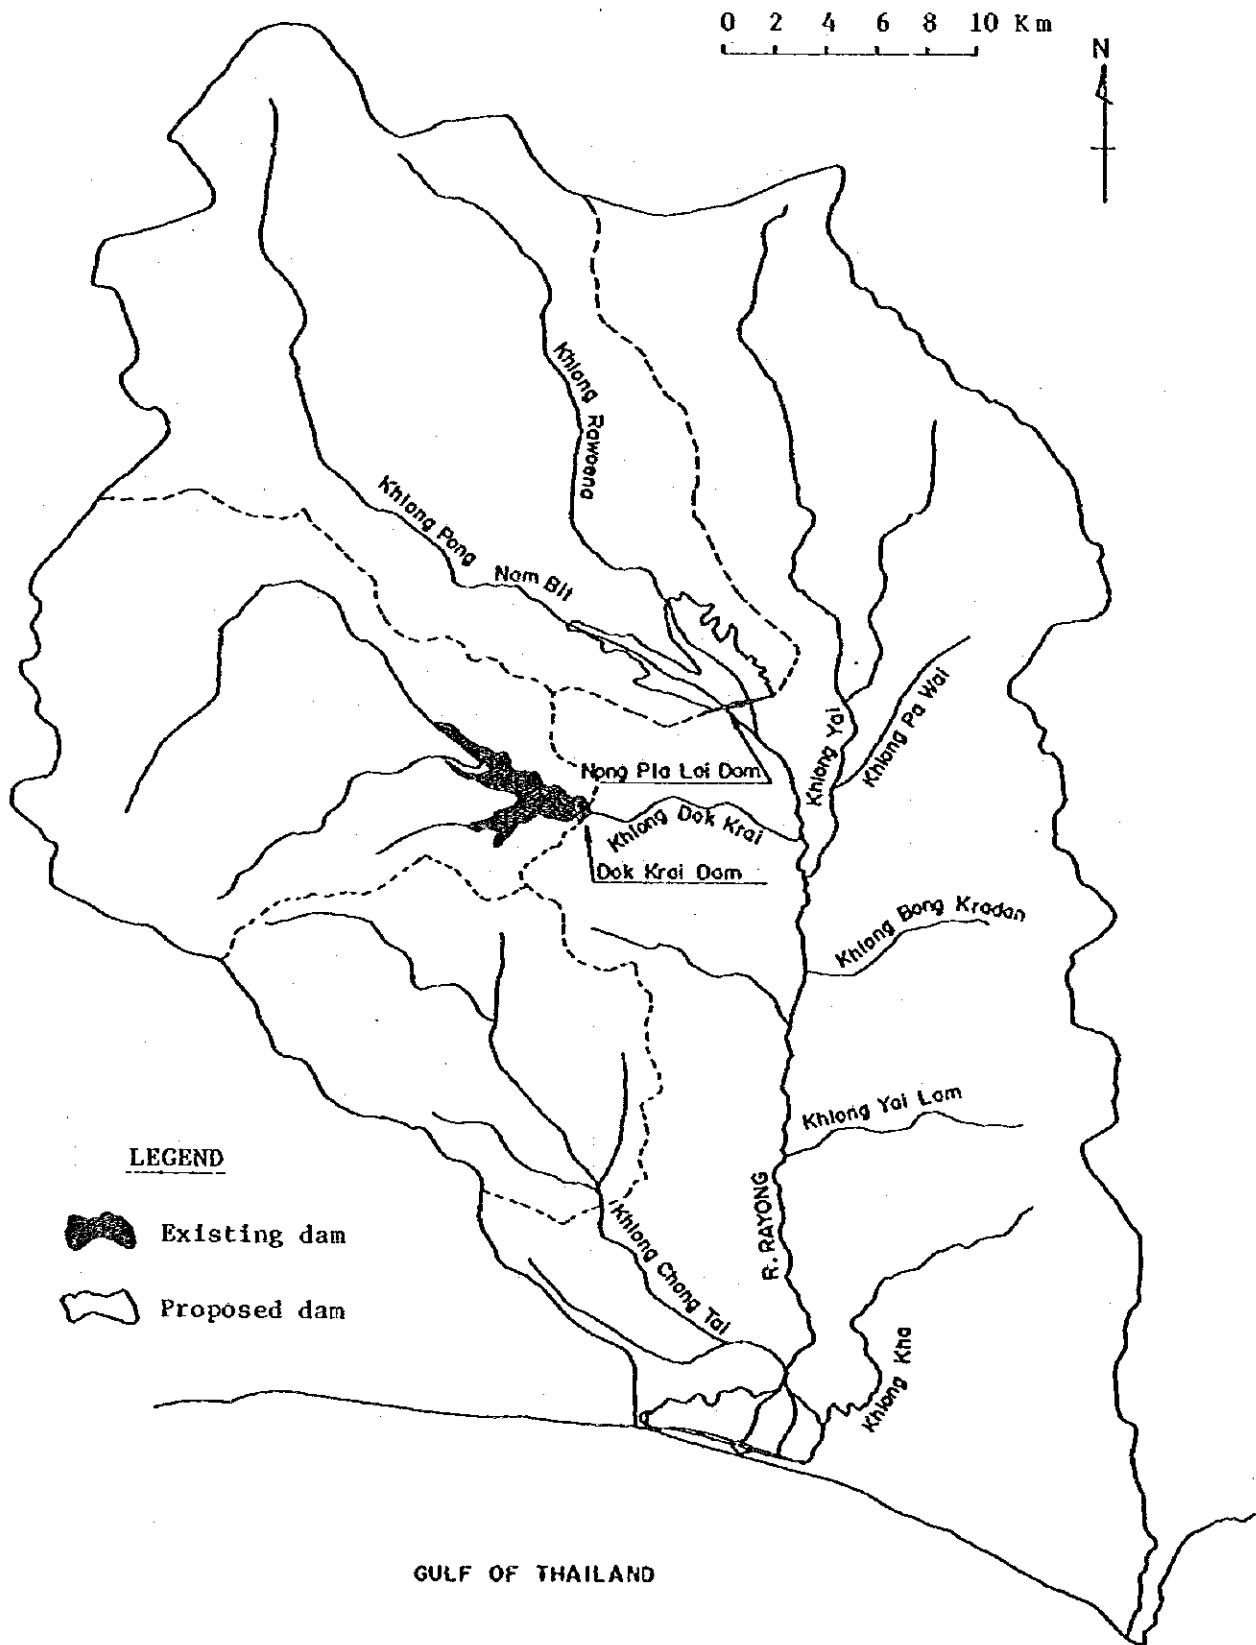 0 2 4 6 8 10 Km
N
Khlong Rawoeng
Khlong Pong Nam Bit
Khlong Yai
Khlong Pa Wai
Nong Pla Loi Dam
Khlong Dok Krai
Dok Krai Dam
Khlong Bong Kradan
Khlong Yai Lam
LEGEND
Existing dam
Proposed dam
R. RAYONG
Khlong Chong Tai
Khlong Kha
GULF OF THAILAND